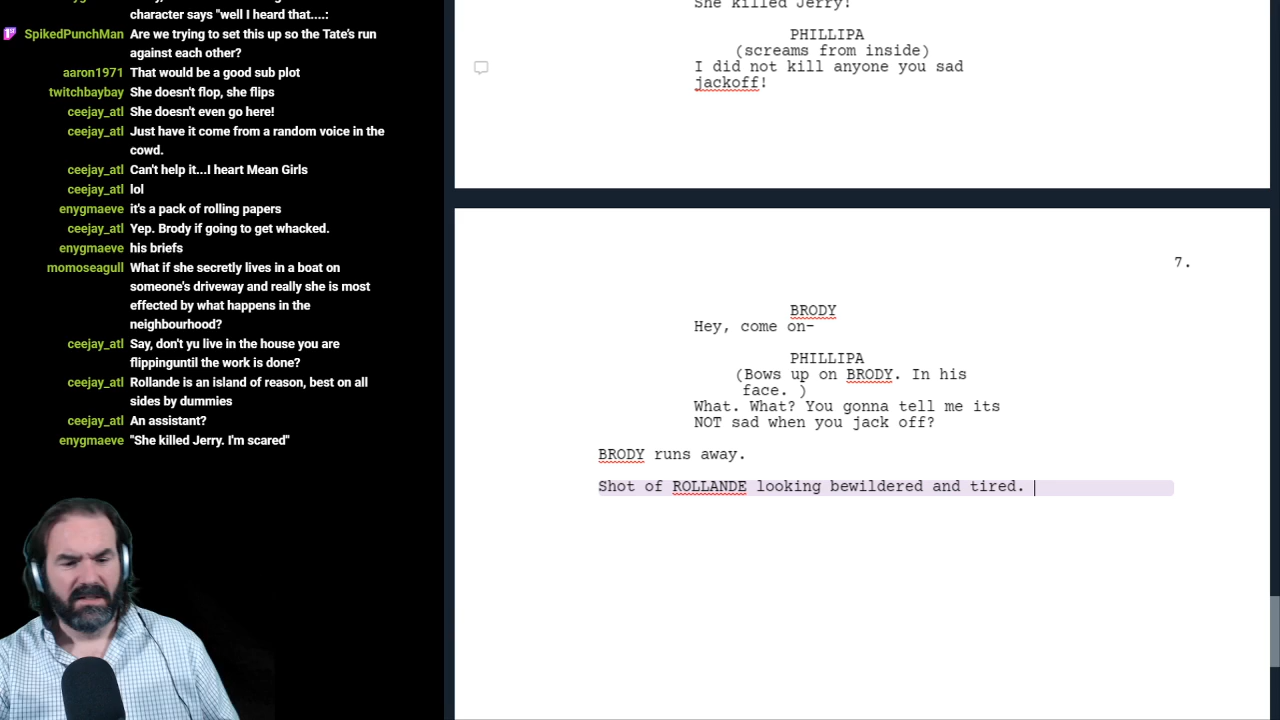 character says "well I heard that....:
SpikedPunchMan Are we trying to set this up so the Tate's run
against each other?
aaron1971 That would be a good sub plot
twitchbaybay She doesn't flop, she flips
ceejay_atl She doesn't even go here!
ceejay_atl Just have it come from a random voice in the
cowd.
ceejay_atl Can't help it...I heart Mean Girls
ceejay_atl lol
enygmaeve it's a pack of rolling papers
ceejay_atl Yep. Brody if going to get whacked.
enygmaeve his briefs
momoseagull What if she secretly lives in a boat on
someone's driveway and really she is most
effected by what happens in the
neighbourhood?
ceejay_atl Say, don't yu live in the house you are
flippinguntil the work is done?
ceejay_atl Rollande is an island of reason, best on all
sides by dummies
ceejay_atl An assistant?
enygmaeve "She killed Jerry. I'm scared"
She killed Jerry!
PHILLIPA
(screams from inside)
I did not kill anyone you sad
jackoff!
7.
BRODY
Hey, come on-
PHILLIPA
(Bows up on BRODY. In his
face. )
What. What? You gonna tell me its
NOT sad when you jack off?
BRODY runs away.
Shot of ROLLANDE looking bewildered and tired.